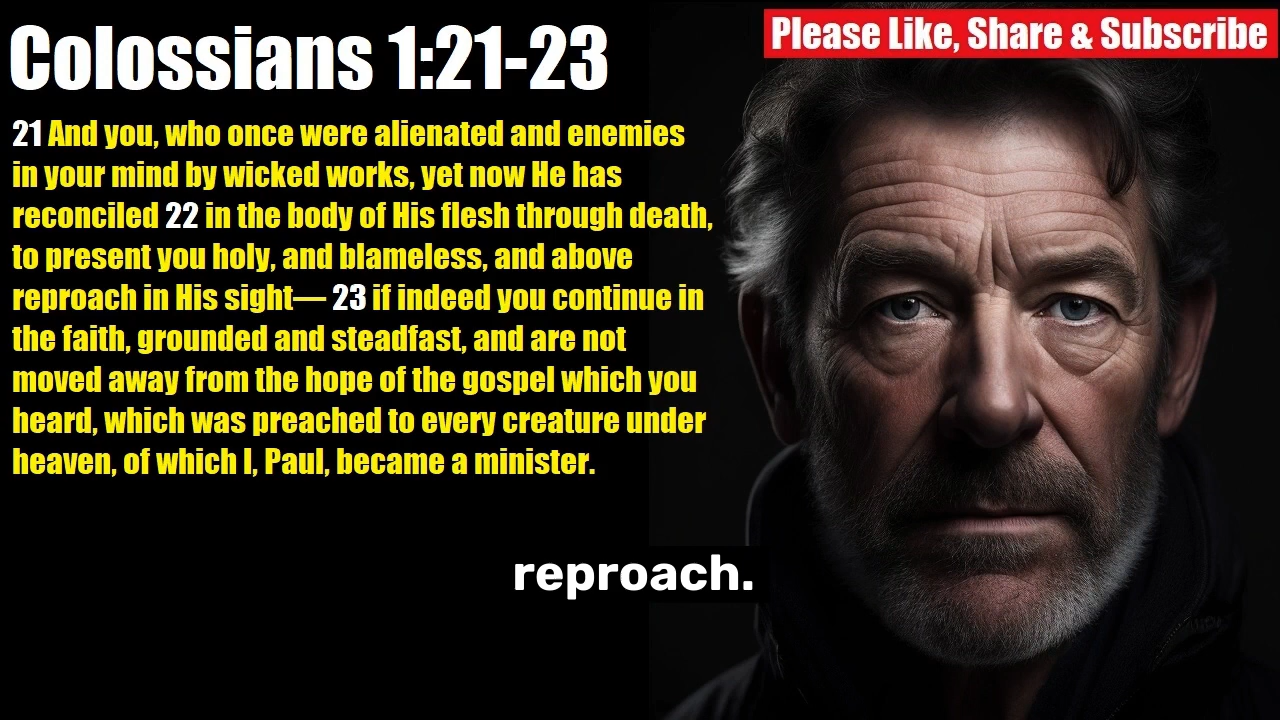 Colossians 1:21-23
Please Like, Share & Subscribe
21 And you, who once were alienated and enemies
in your mind by wicked works, yet now He has
reconciled 22 in the body of His flesh through death,
to present you holy, and blameless, and above
reproach in His sight— 23 if indeed you continue in
the faith, grounded and steadfast, and are not
moved away from the hope of the gospel which you
heard, which was preached to every creature under
heaven, of which I, Paul, became a minister.
reproach.